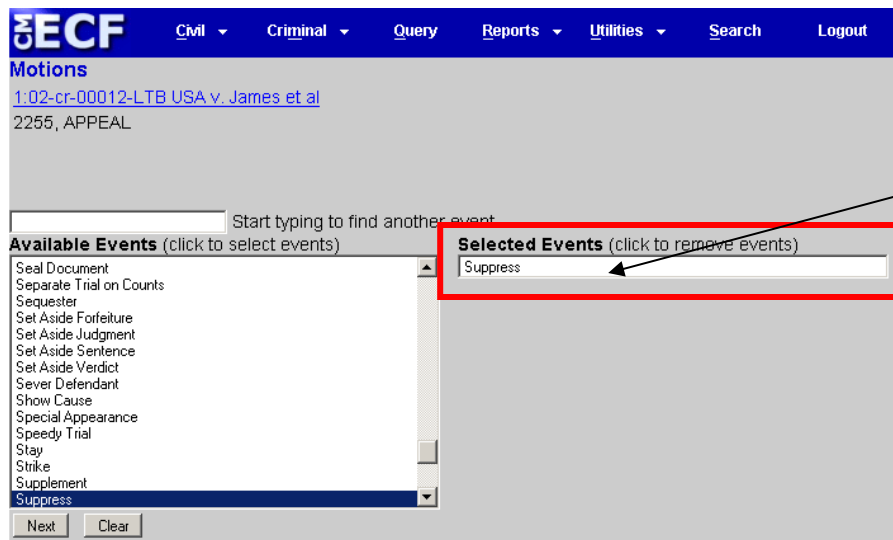 CM ECF Civil Criminal Query Reports Utilities Search Logout
Motions
1:02-cr-00012-LTB USA v. James et al
2255, APPEAL
Start typing to find another event
Available Events (click to select events)
Selected Events (click to remove events)
Suppress
Seal Document
Separate Trial on Counts
Sequester
Set Aside Forfeiture
Set Aside Judgment
Set Aside Sentence
Set Aside Verdict
Sever Defendant
Show Cause
Special Appearance
Speedy Trial
Stay
Strike
Supplement
Suppress
Next Clear